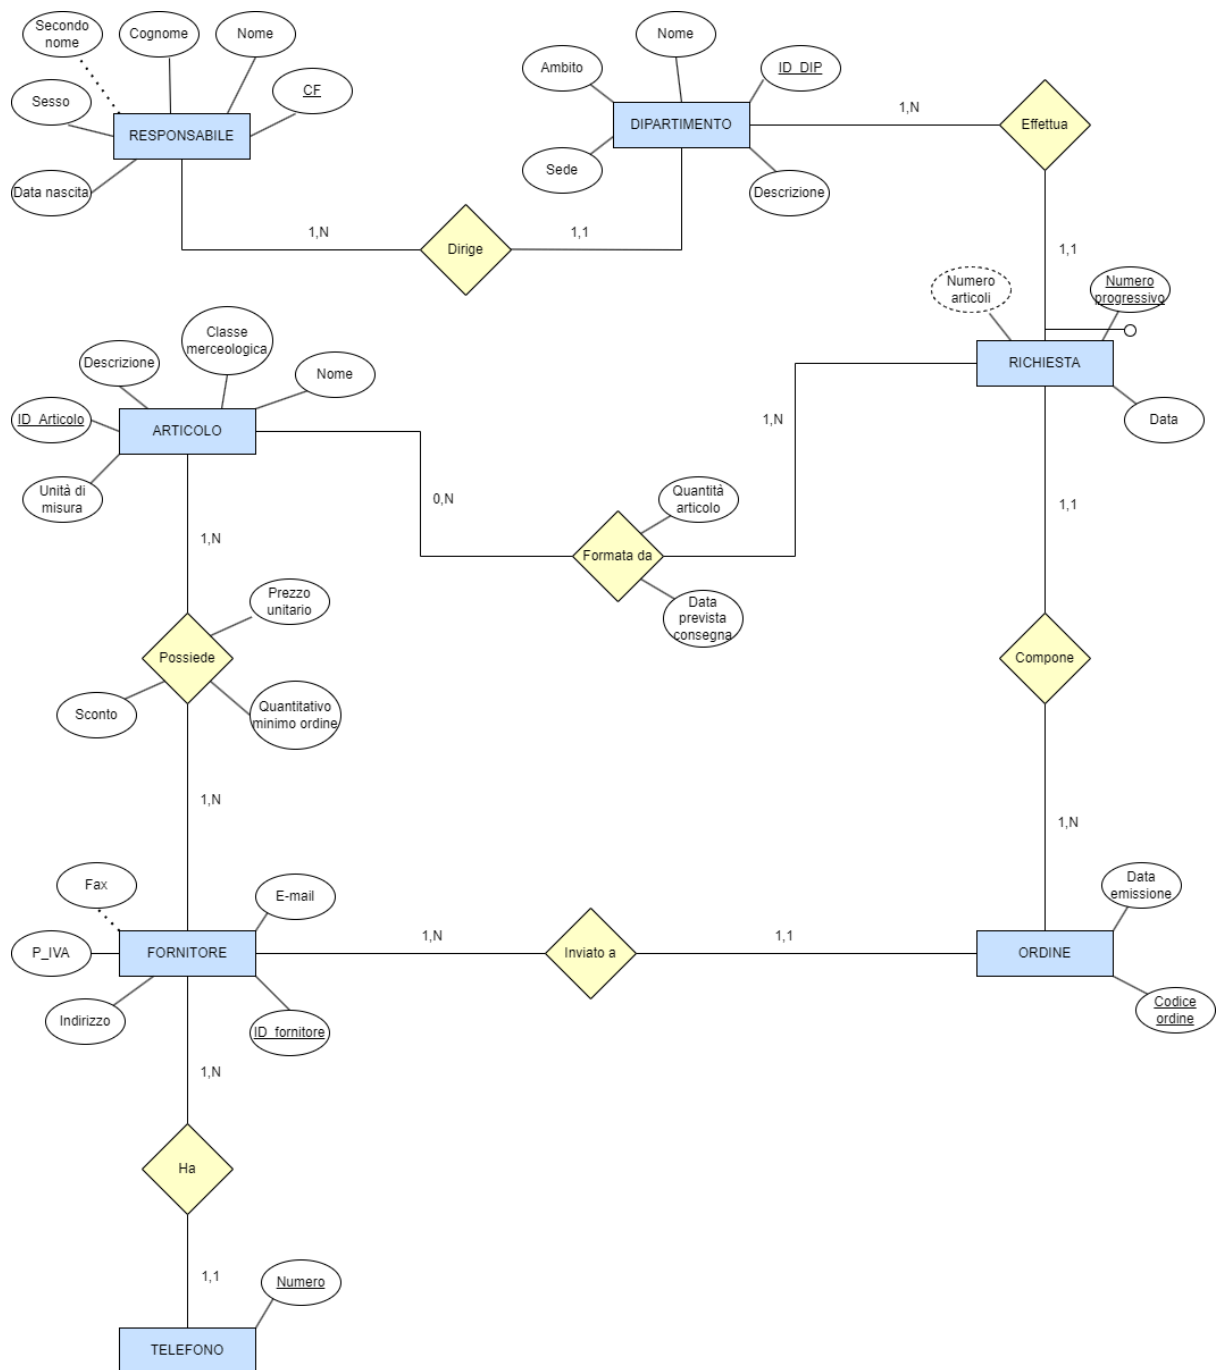 Secondo
nome
Cognome
Nome
Sesso
CF
RESPONSABILE
Data nascita
Nome
Ambito
ID_DIP
DIPARTIMENTO
Sede
Descrizione
1,N
Effettua
1,N
Dirige
1,1
1,1
Numero
articoli
Numero
progressivo
RICHIESTA
Data
Classe
merceologica
Descrizione
Nome
ID_Articolo
ARTICOLO
Unità di
misura
1,N
0,N
1,N
Quantità
articolo
Formata da
Data
prevista
consegna
1,1
Prezzo
unitario
Possiede
Sconto
Quantitativo
minimo ordine
Compone
1,N
1,N
Fax
E-mail
P_IVA
FORNITORE
Indirizzo
ID_fornitore
1,N
Inviato a
1,1
Data
emissione
ORDINE
Codice
ordine
1,N
Ha
1,1
Numero
TELEFONO